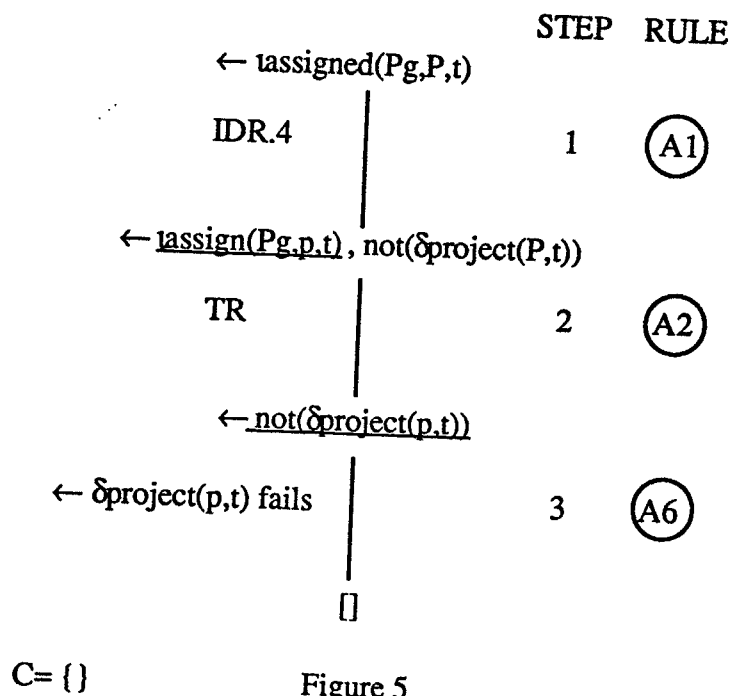 STEP RULE
← ιassigned(Pg,P,t)
IDR.4 1 A1
← ιassign(Pg,p,t) , not(δproject(P,t))
TR 2 A2
← not(δproject(p,t))
← δproject(p,t) fails 3 A6
[]
C= {} Figure 5